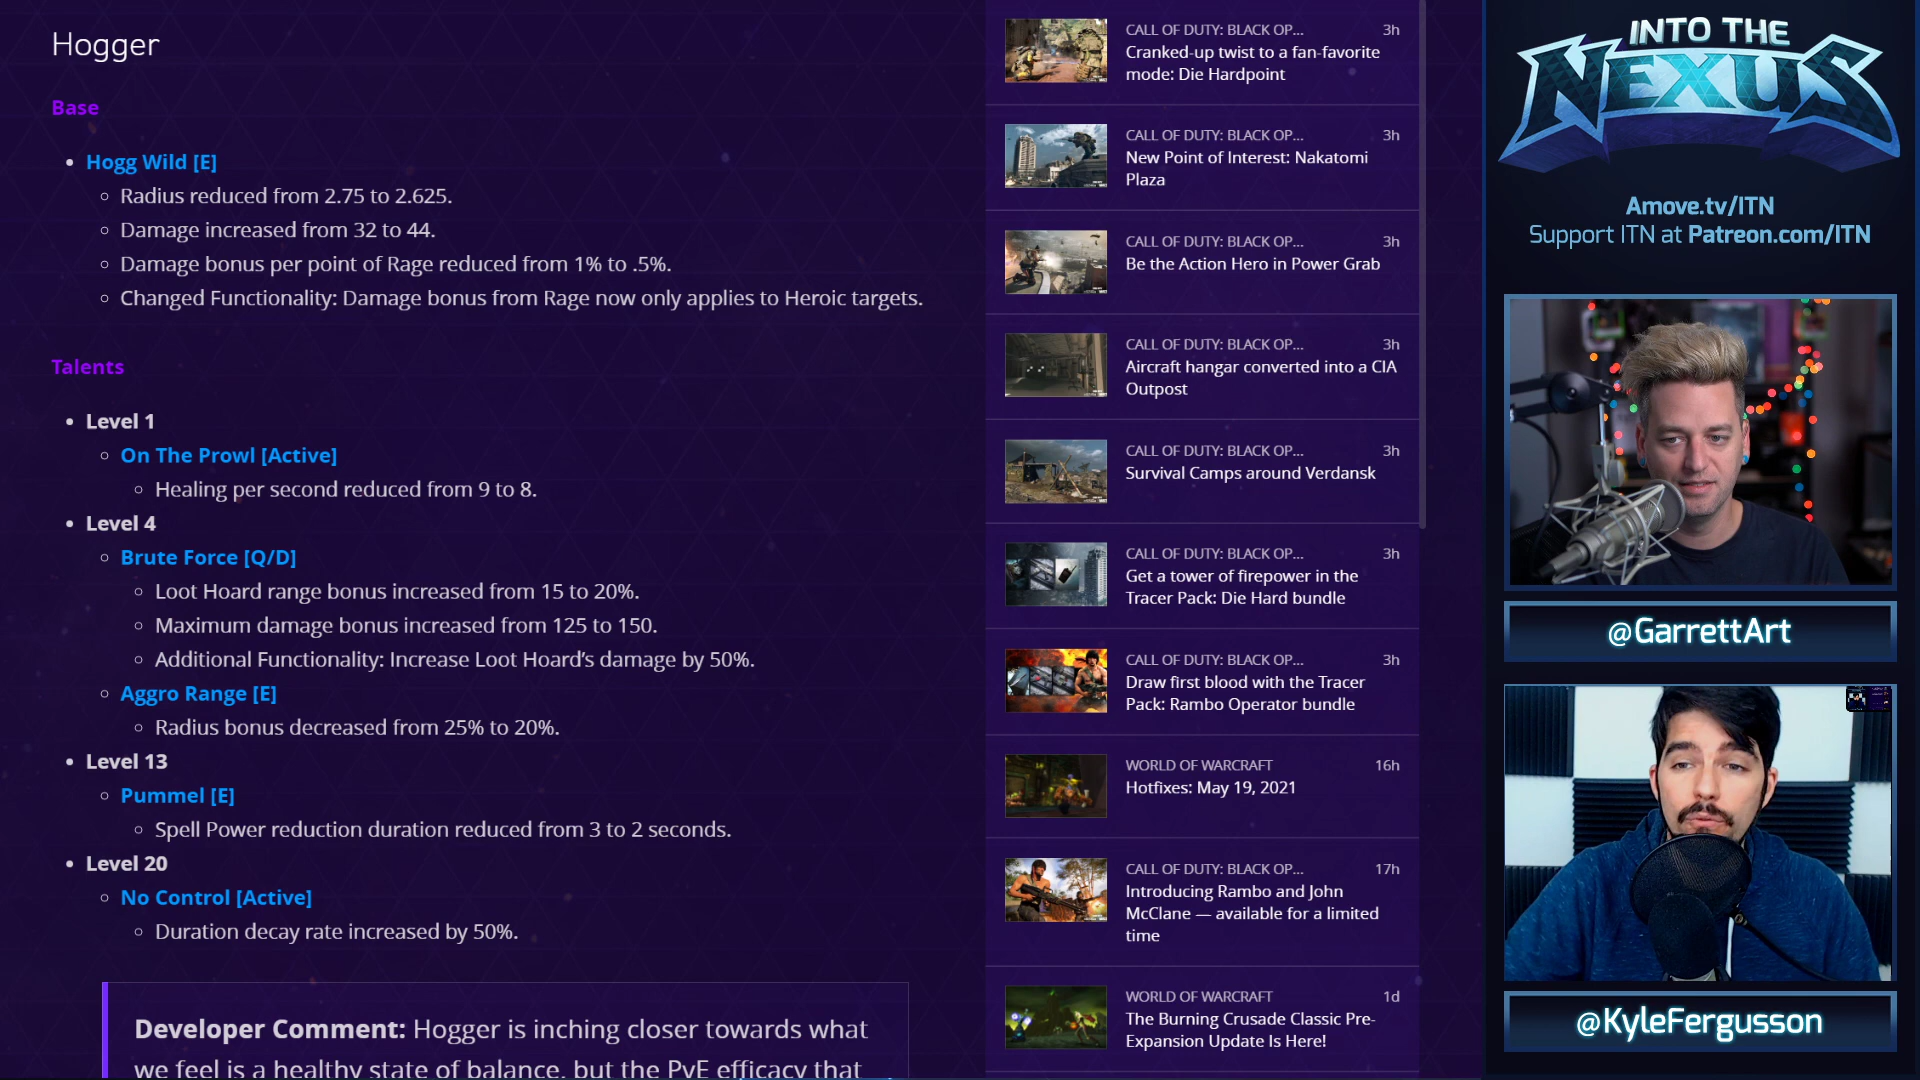 Hogger
Base
Hogg Wild [E]
Radius reduced from 2.75 to 2.625.
Damage increased from 32 to 44.
Damage bonus per point of Rage reduced from 1% to .5%.
Changed Functionality: Damage bonus from Rage now only applies to Heroic targets.
Talents
Level 1
On The Prowl [Active]
Healing per second reduced from 9 to 8.
Level 4
Brute Force [Q/D]
Loot Hoard range bonus increased from 15 to 20%.
Maximum damage bonus increased from 125 to 150.
Additional Functionality: Increase Loot Hoard's damage by 50%.
Aggro Range [E]
Radius bonus decreased from 25% to 20%.
Level 13
Pummel [E]
Spell Power reduction duration reduced from 3 to 2 seconds.
Level 20
No Control [Active]
Duration decay rate increased by 50%.
Developer Comment: Hogger is inching closer towards what
we feel is a healthy state of balance, but the PvE efficacy that
CALL OF DUTY: BLACK OP... 3h
Cranked-up twist to a fan-favorite
mode: Die Hardpoint
CALL OF DUTY: BLACK OP... 3h
New Point of Interest: Nakatomi
Plaza
CALL OF DUTY: BLACK OP... 3h
Be the Action Hero in Power Grab
CALL OF DUTY: BLACK OP... 3h
Aircraft hangar converted into a CIA
Outpost
CALL OF DUTY: BLACK OP... 3h
Survival Camps around Verdansk
CALL OF DUTY: BLACK OP... 3h
Get a tower of firepower in the
Tracer Pack: Die Hard bundle
CALL OF DUTY: BLACK OP... 3h
Draw first blood with the Tracer
Pack: Rambo Operator bundle
WORLD OF WARCRAFT 16h
Hotfixes: May 19, 2021
CALL OF DUTY: BLACK OP... 17h
Introducing Rambo and John
McClane — available for a limited
time
WORLD OF WARCRAFT 1d
The Burning Crusade Classic Pre-
Expansion Update Is Here!
INTO THE
NEXUS
Amove.tv/ITN
Support ITN at Patreon.com/ITN
@GarrettArt
@KyleFergusson